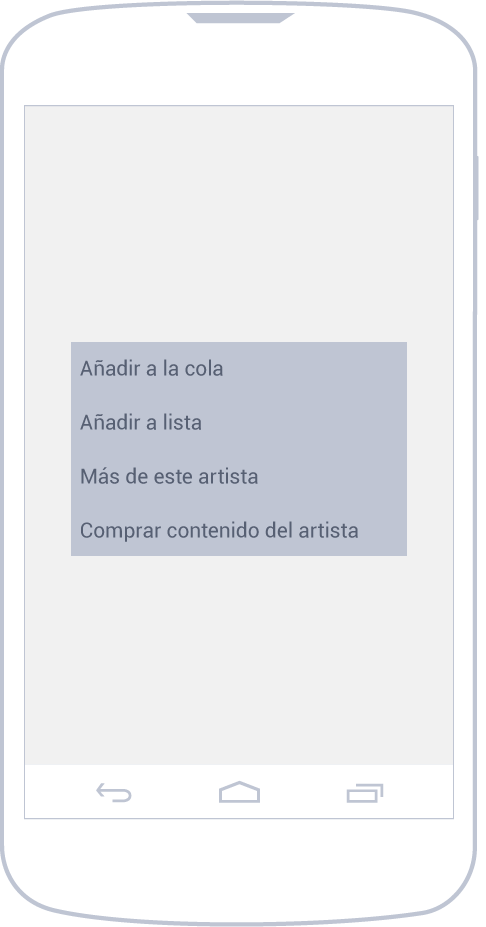 Añadir a la cola
Añadir a lista
Más de este artista
Comprar contenido del artista